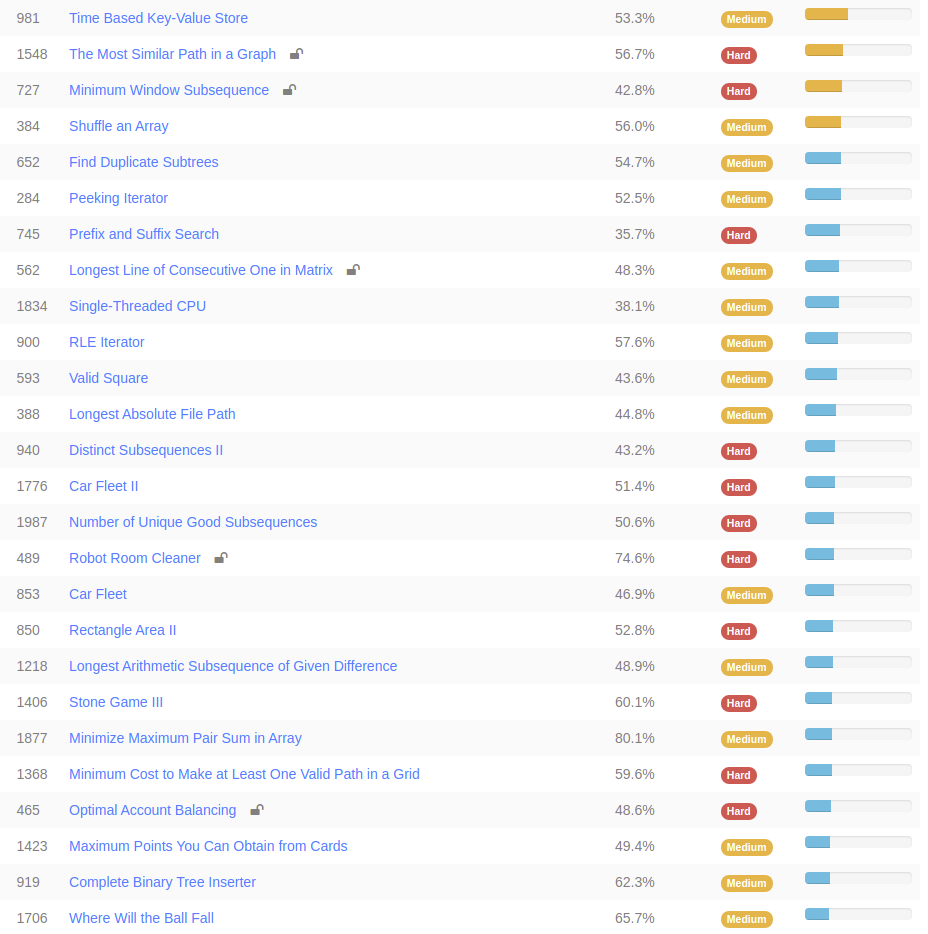 981 Time Based Key-Value Store 53.3% Medium
1548 The Most Similar Path in a Graph 56.7% Hard
727 Minimum Window Subsequence 42.8% Hard
384 Shuffle an Array 56.0% Medium
652 Find Duplicate Subtrees 54.7% Medium
284 Peeking Iterator 52.5% Medium
745 Prefix and Suffix Search 35.7% Hard
562 Longest Line of Consecutive One in Matrix 48.3% Medium
1834 Single-Threaded CPU 38.1% Medium
900 RLE Iterator 57.6% Medium
593 Valid Square 43.6% Medium
388 Longest Absolute File Path 44.8% Medium
940 Distinct Subsequences II 43.2% Hard
1776 Car Fleet II 51.4% Hard
1987 Number of Unique Good Subsequences 50.6% Hard
489 Robot Room Cleaner 74.6% Hard
853 Car Fleet 46.9% Medium
850 Rectangle Area II 52.8% Hard
1218 Longest Arithmetic Subsequence of Given Difference 48.9% Medium
1406 Stone Game III 60.1% Hard
1877 Minimize Maximum Pair Sum in Array 80.1% Medium
1368 Minimum Cost to Make at Least One Valid Path in a Grid 59.6% Hard
465 Optimal Account Balancing 48.6% Hard
1423 Maximum Points You Can Obtain from Cards 49.4% Medium
919 Complete Binary Tree Inserter 62.3% Medium
1706 Where Will the Ball Fall 65.7% Medium